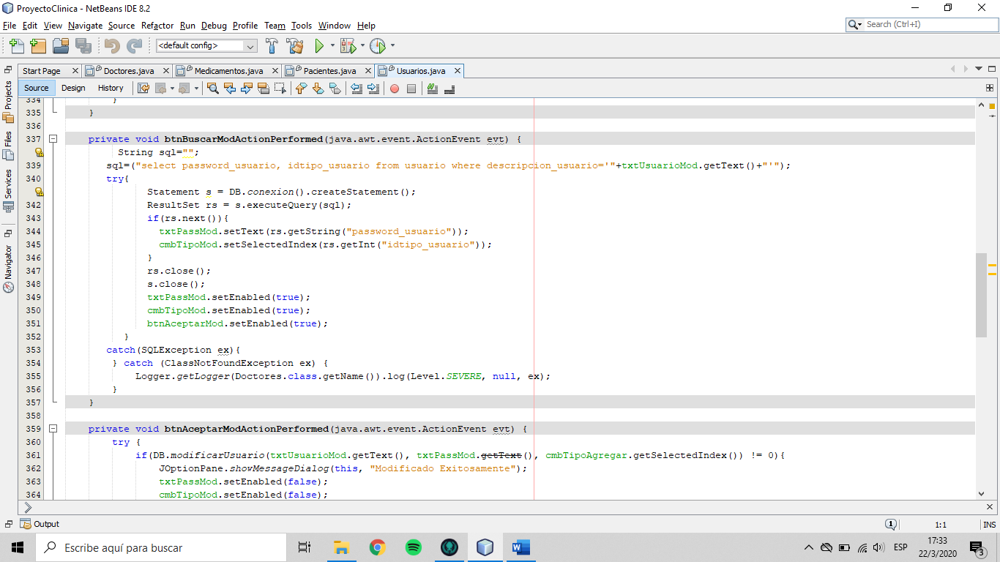 ProyectoClinica - NetBeans IDE 8.2
File Edit View Navigate Source Refactor Run Debug Profile Team Tools Window Help
Search (Ctrl+I)
<default config>
Start Page Doctores.java Medicamentos.java Pacientes.java Usuarios.java
Source Design History
Projects
Files
Services
Navigator
334 }
335 }
336
337 private void btnBuscarModActionPerformed(java.awt.event.ActionEvent evt) {
String sql="";
339 sql=("select password_usuario, idtipo_usuario from usuario where descripcion_usuario='"+txtUsuarioMod.getText()+"'");
340 try{
Statement s = DB.conexion().createStatement();
342 ResultSet rs = s.executeQuery(sql);
343 if(rs.next()){
344 txtPassMod.setText(rs.getString("password_usuario"));
345 cmbTipoMod.setSelectedIndex(rs.getInt("idtipo_usuario"));
346 }
347 rs.close();
348 s.close();
349 txtPassMod.setEnabled(true);
350 cmbTipoMod.setEnabled(true);
351 btnAceptarMod.setEnabled(true);
352 }
353 catch(SQLException ex){
354 } catch (ClassNotFoundException ex) {
355 Logger.getLogger(Doctores.class.getName()).log(Level.SEVERE, null, ex);
356 }
357 }
358
359 private void btnAceptarModActionPerformed(java.awt.event.ActionEvent evt) {
360 try {
361 if(DB.modificarUsuario(txtUsuarioMod.getText(), txtPassMod.getText(), cmbTipoAgregar.getSelectedIndex()) != 0){
362 JOptionPane.showMessageDialog(this, "Modificado Exitosamente");
363 txtPassMod.setEnabled(false);
364 cmbTipoMod.setEnabled(false);
Output
1
1:1
INS
Escribe aquí para buscar
ESP
17:33
22/3/2020
3